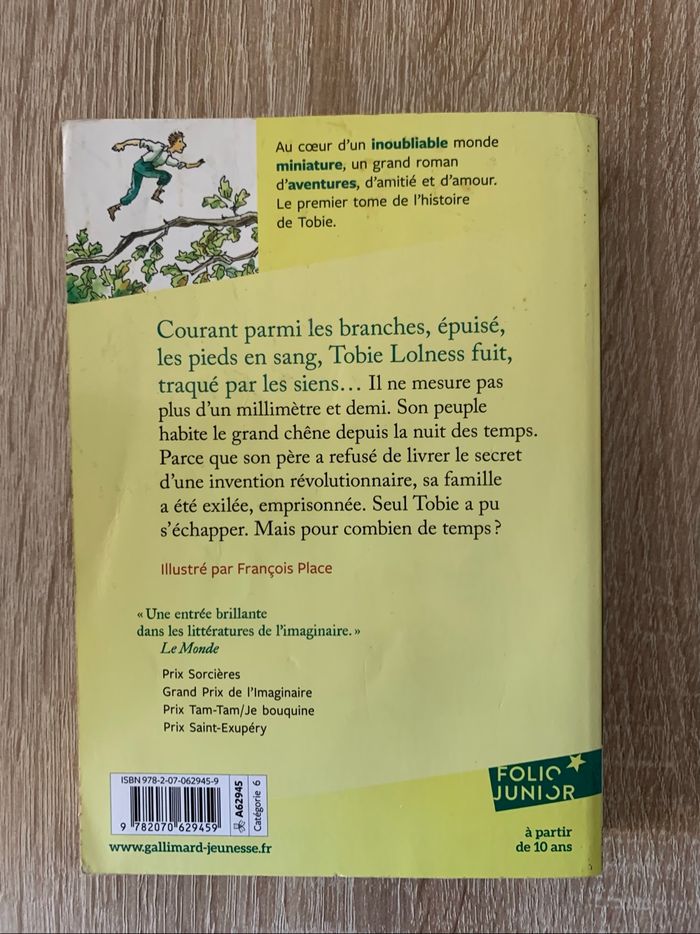 Au cœur d'un inoubliable monde
miniature, un grand roman
d'aventures, d'amitié et d'amour.
Le premier tome de l'histoire
de Tobie.
Courant parmi les branches, épuisé,
les pieds en sang, Tobie Lolness fuit,
traqué par les siens… Il ne mesure pas
plus d'un millimètre et demi. Son peuple
habite le grand chêne depuis la nuit des temps.
Parce que son père a refusé de livrer le secret
d'une invention révolutionnaire, sa famille
a été exilée, emprisonnée. Seul Tobie a pu
s'échapper. Mais pour combien de temps ?
Illustré par François Place
« Une entrée brillante
dans les littératures de l'imaginaire. »
Le Monde
Prix Sorcières
Grand Prix de l'Imaginaire
Prix Tam-Tam/Je bouquine
Prix Saint-Exupéry
ISBN 978-2-07-062945-9
9 782070 629459
A62945
Catégorie 6
www.gallimard-jeunesse.fr
FOLIO
JUNIOR
à partir
de 10 ans